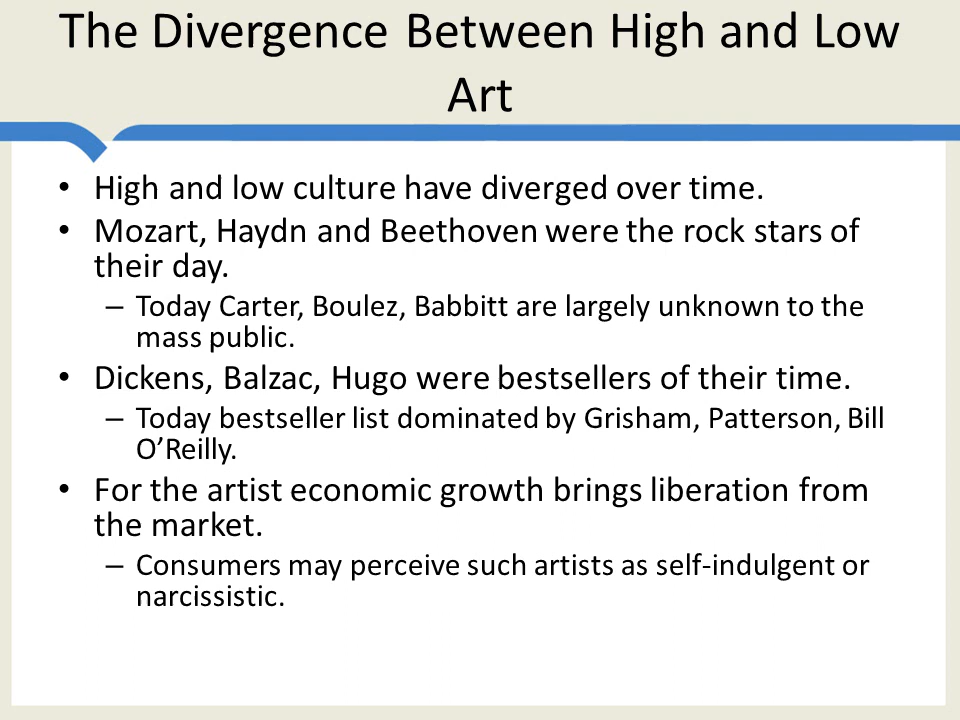 The Divergence Between High and Low
Art
• High and low culture have diverged over time.
• Mozart, Haydn and Beethoven were the rock stars of
their day.
– Today Carter, Boulez, Babbitt are largely unknown to the
mass public.
• Dickens, Balzac, Hugo were bestsellers of their time.
– Today bestseller list dominated by Grisham, Patterson, Bill
O’Reilly.
• For the artist economic growth brings liberation from
the market.
– Consumers may perceive such artists as self-indulgent or
narcissistic.